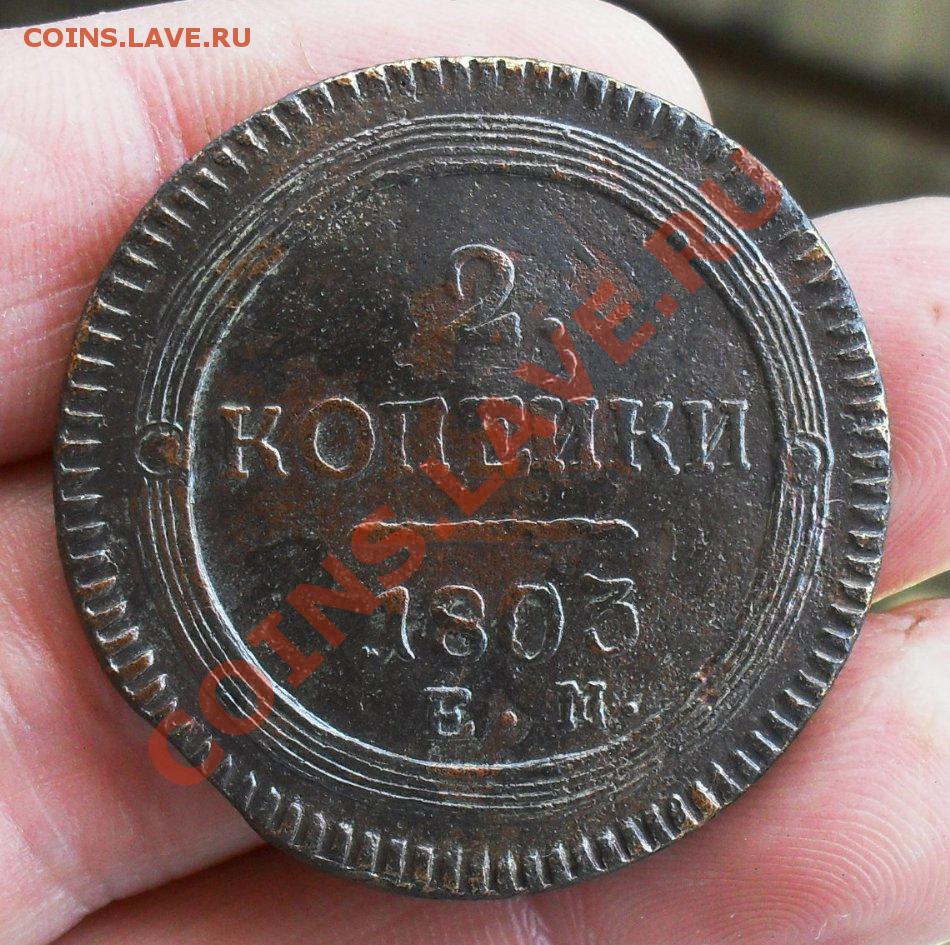 COINS.LAVE.RU
2
КОПЕЙКИ
1803
Е.М.
COINS.LAVE.RU